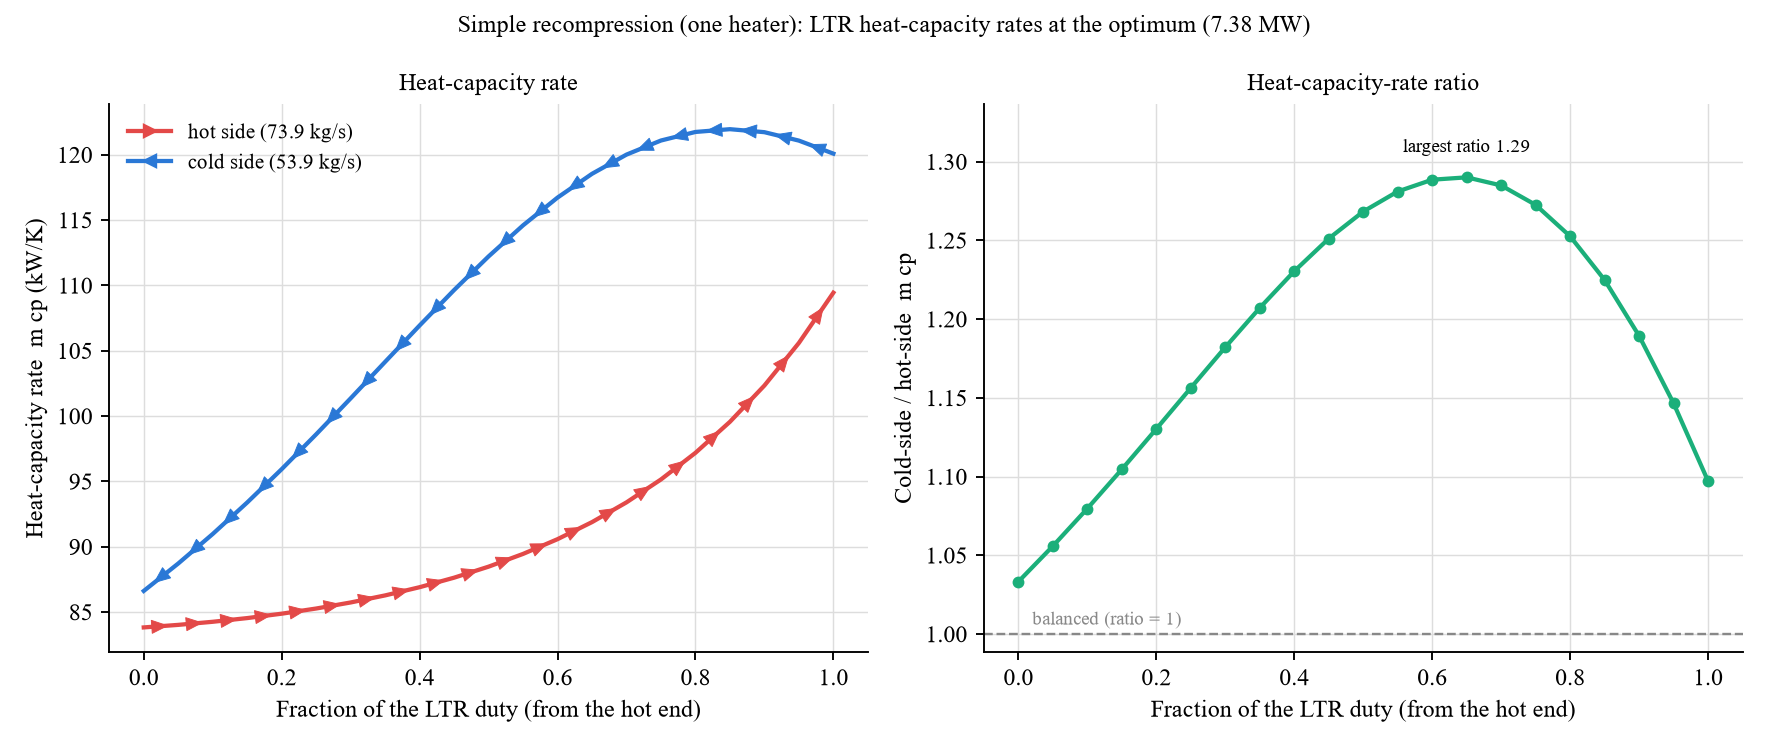 Simple recompression (one heater): LTR heat-capacity rates at the optimum (7.38 MW)
Heat-capacity rate
hot side (73.9 kg/s)
cold side (53.9 kg/s)
Heat-capacity rate  m cp (kW/K)
120
115
110
105
100
95
90
85
0.0 0.2 0.4 0.6 0.8 1.0
Fraction of the LTR duty (from the hot end)
Heat-capacity-rate ratio
largest ratio 1.29
Cold-side / hot-side  m cp
1.30
1.25
1.20
1.15
1.10
1.05
1.00
balanced (ratio = 1)
0.0 0.2 0.4 0.6 0.8 1.0
Fraction of the LTR duty (from the hot end)